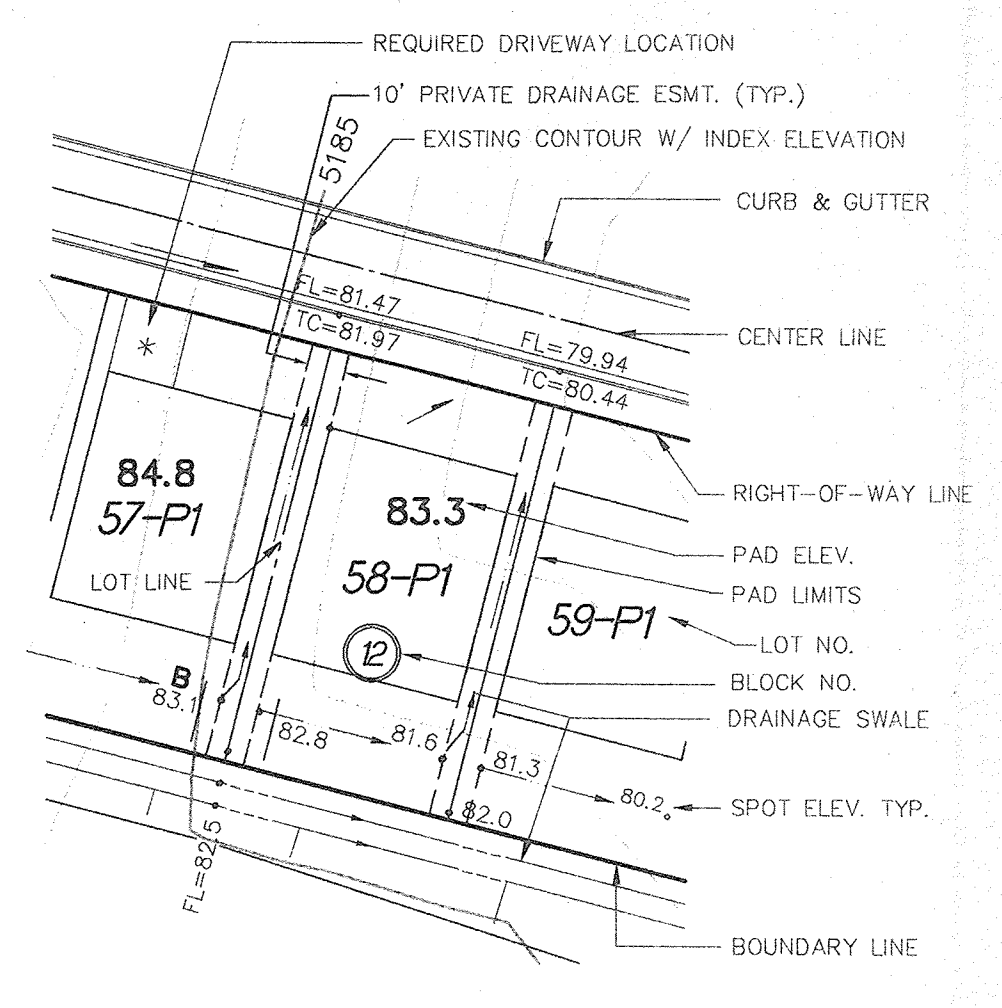 REQUIRED DRIVEWAY LOCATION
10' PRIVATE DRAINAGE ESMT. (TYP.)
5185
EXISTING CONTOUR W/ INDEX ELEVATION
CURB & GUTTER
FL=81.47
TC=81.97
FL=79.94
TC=80.44
CENTER LINE
*
84.8
57-P1
83.3
RIGHT-OF-WAY LINE
PAD ELEV.
LOT LINE
58-P1
PAD LIMITS
59-P1
LOT NO.
12
BLOCK NO.
B
83.1
82.8
81.6
DRAINAGE SWALE
81.3
80.2
SPOT ELEV. TYP.
82.0
FL=82.5
BOUNDARY LINE